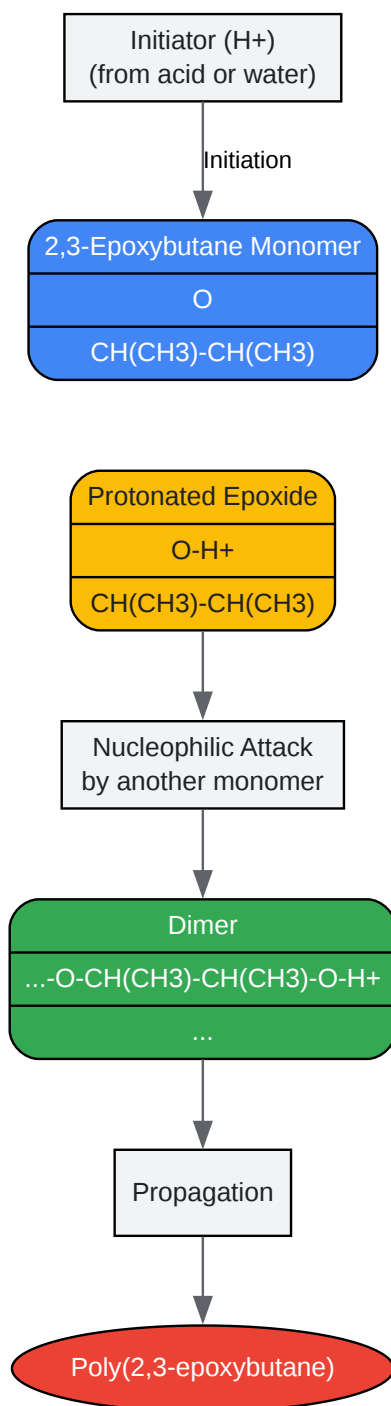 Initiator (H+)
(from acid or water)
Initiation
2,3-Epoxybutane Monomer
O
CH(CH3)-CH(CH3)
Protonated Epoxide
O-H+
CH(CH3)-CH(CH3)
Nucleophilic Attack
by another monomer
Dimer
...-O-CH(CH3)-CH(CH3)-O-H+
...
Propagation
Poly(2,3-epoxybutane)